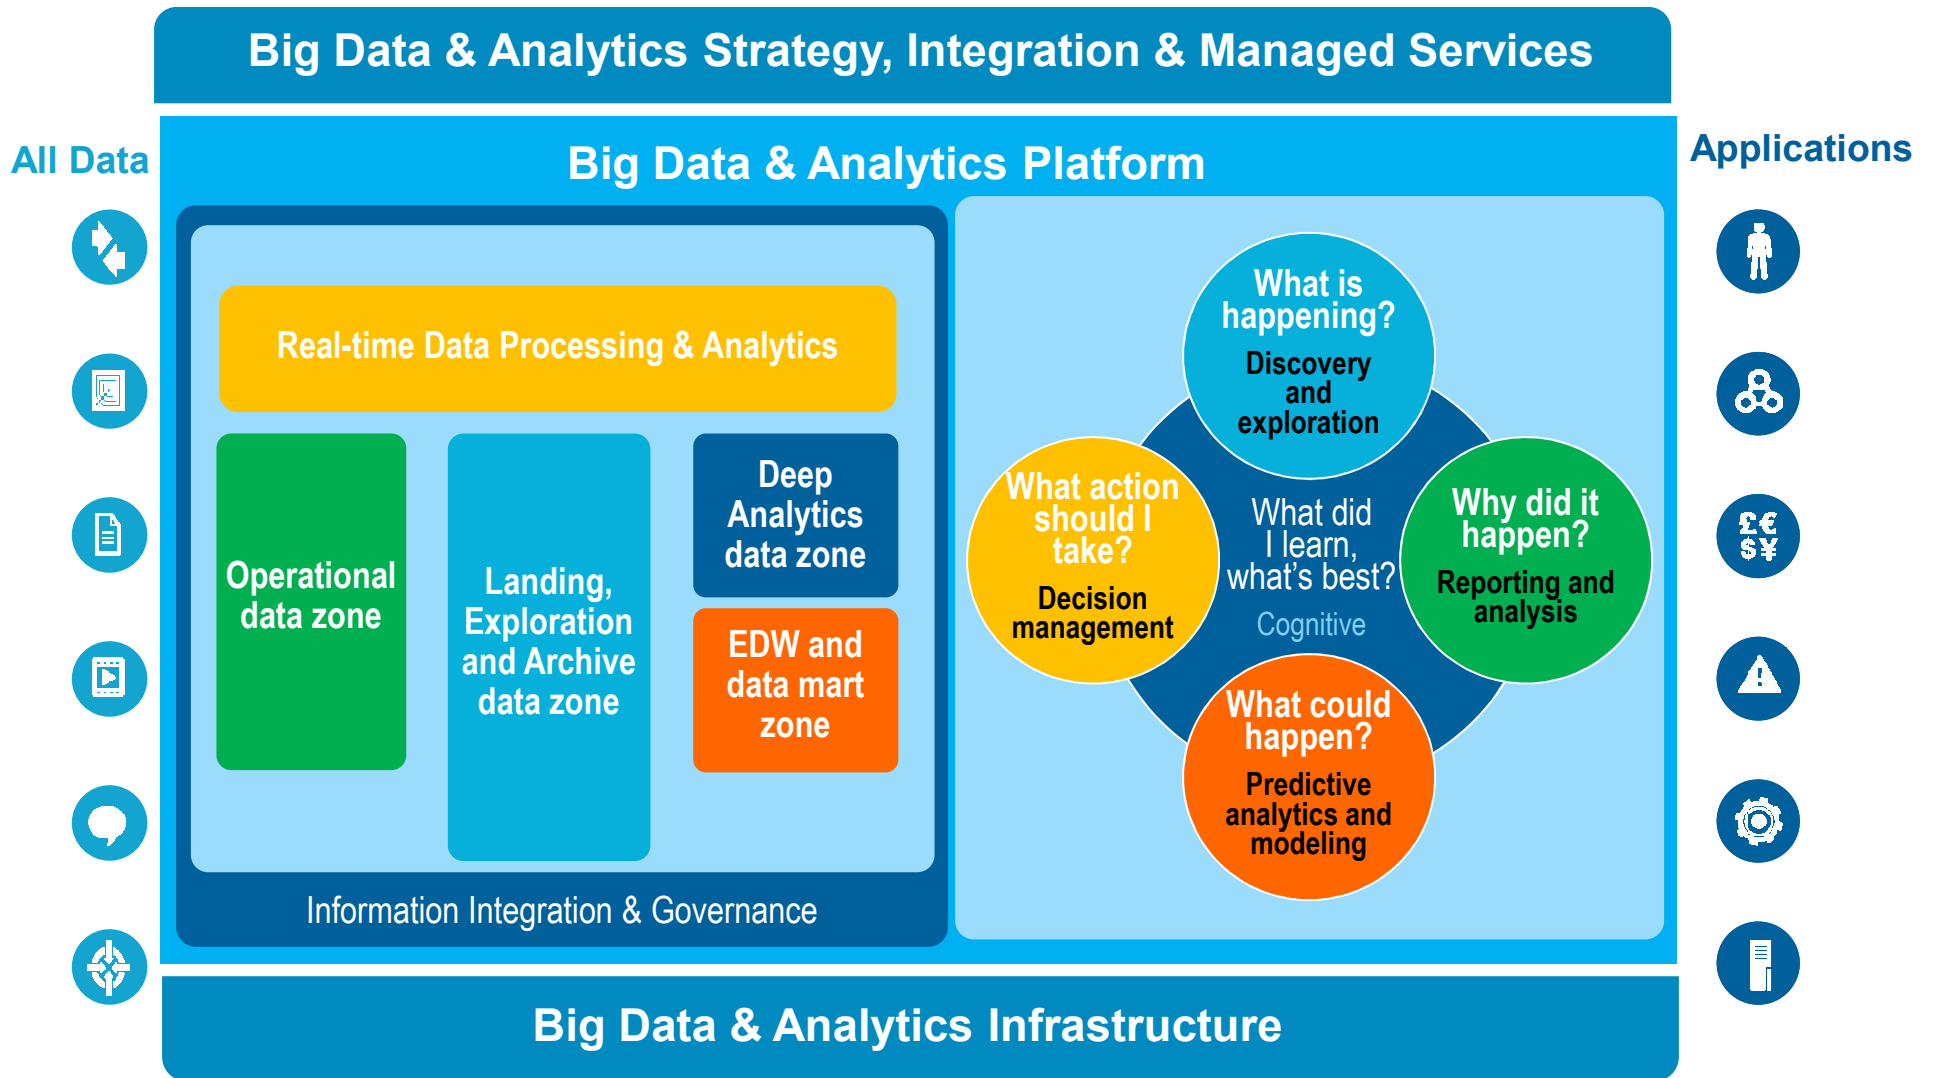 Big Data & Analytics Strategy, Integration & Managed Services
All Data
Big Data & Analytics Platform
Applications
Real-time Data Processing & Analytics
Operational
data zone
Landing,
Exploration
and Archive
data zone
Deep
Analytics
data zone
EDW and
data mart
zone
Information Integration & Governance
What is
happening?
Discovery
and
exploration
What action
should I
take?
Decision
management
What did
I learn,
what's best?
Cognitive
Why did it
happen?
Reporting and
analysis
What could
happen?
Predictive
analytics and
modeling
£€
$¥
Big Data & Analytics Infrastructure